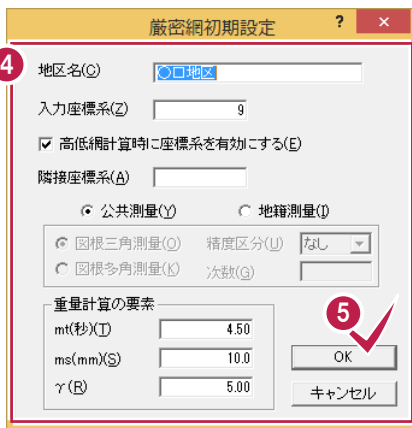 厳密網初期設定 ? ×
4
地区名(C) 〇口地区
入力座標系(Z) 9
高低網計算時に座標系を有効にする(E)
隣接座標系(A)
公共測量(Y) 地籍測量(I)
図根三角測量(O) 精度区分(U) なし
図根多角測量(K) 次数(G)
重量計算の要素
mt(秒)(T) 4.50
ms(mm)(S) 10.0
γ(R) 5.00
5
OK
キャンセル